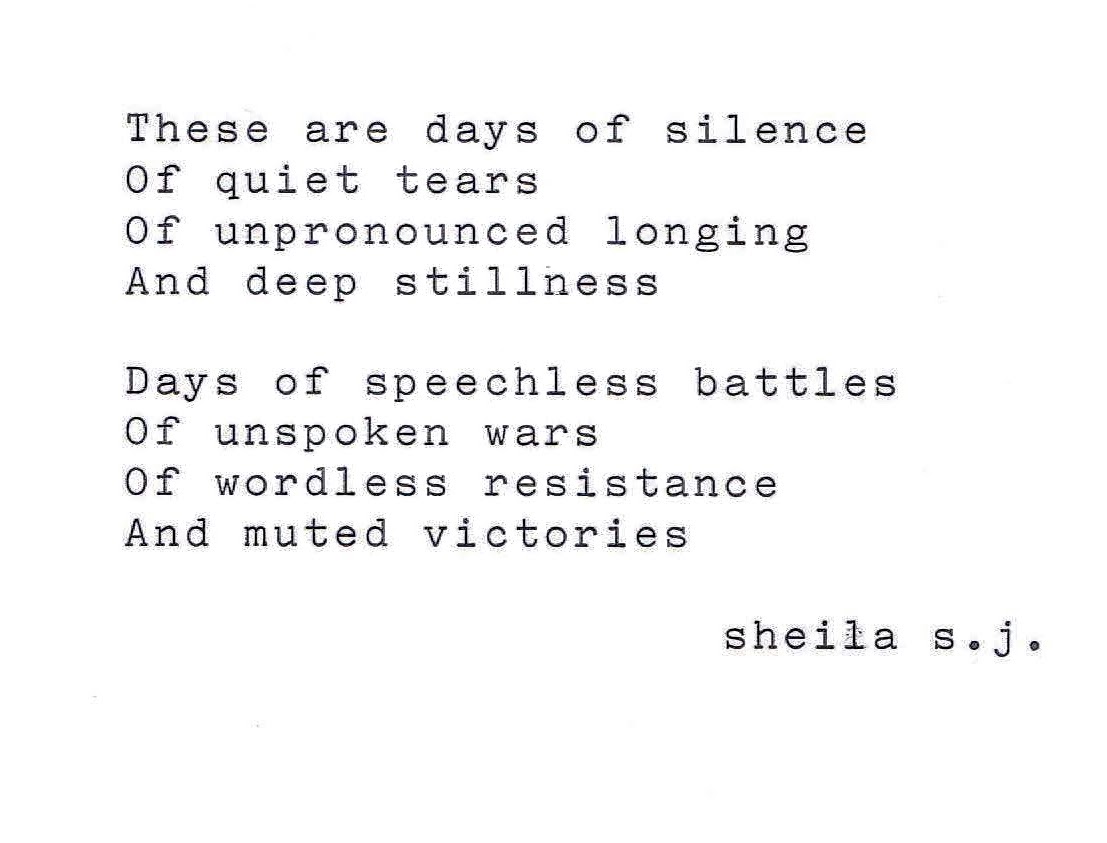 These are days of silence
Of quiet tears
Of unpronounced longing
And deep stillness
Days of speechless battles
Of unspoken wars
Of wordless resistance
And muted victories
sheila s.j.